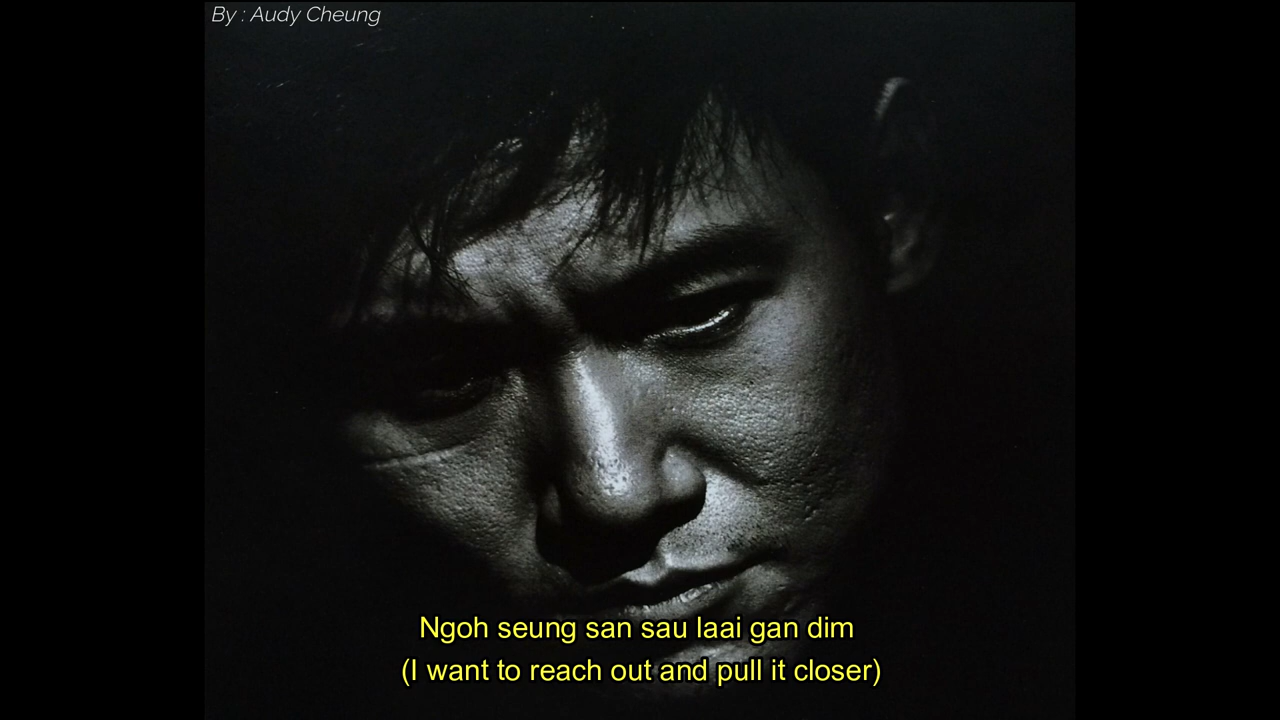 By : Audy Cheung
Ngoh seung san sau laai gan dim
(I want to reach out and pull it closer)